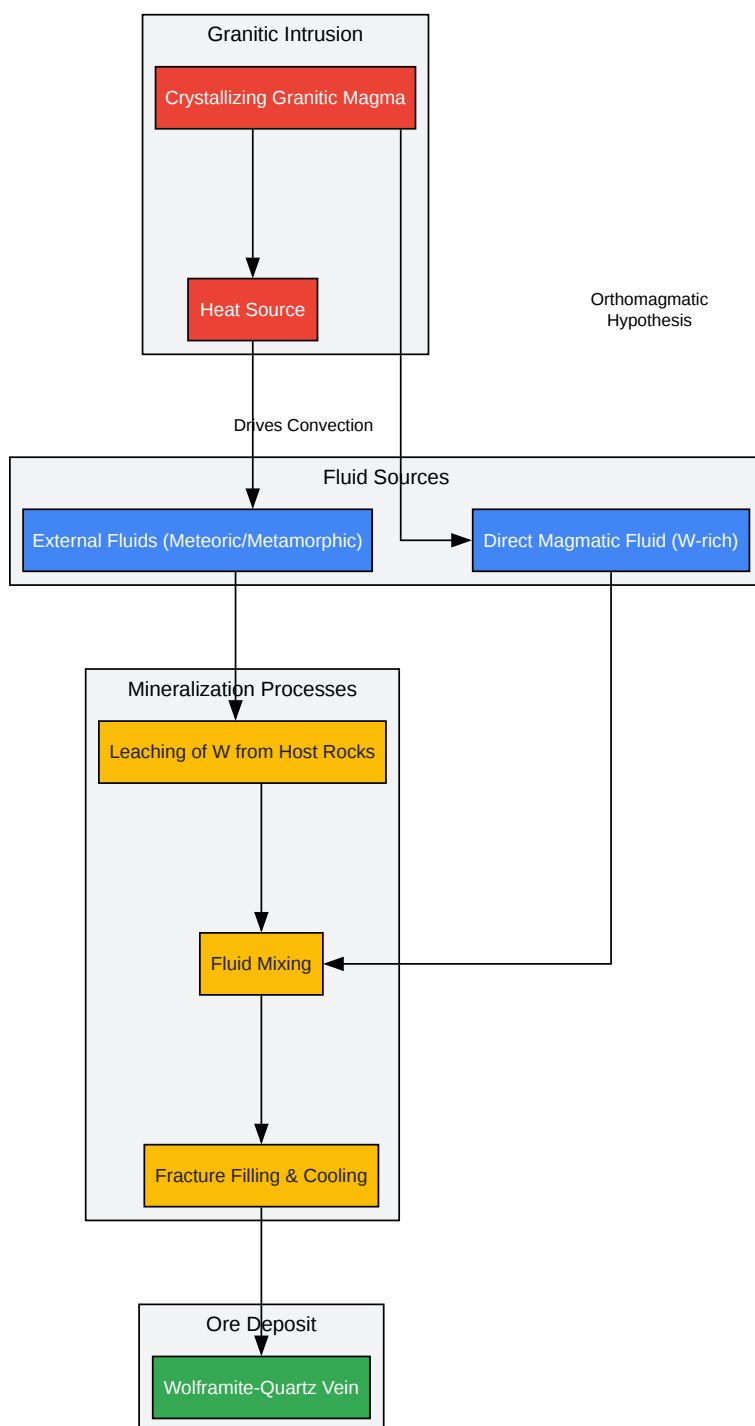 Granitic Intrusion
Crystallizing Granitic Magma
Heat Source
Orthomagmatic
Hypothesis
Drives Convection
Fluid Sources
External Fluids (Meteoric/Metamorphic)
Direct Magmatic Fluid (W-rich)
Mineralization Processes
Leaching of W from Host Rocks
Fluid Mixing
Fracture Filling & Cooling
Ore Deposit
Wolframite-Quartz Vein